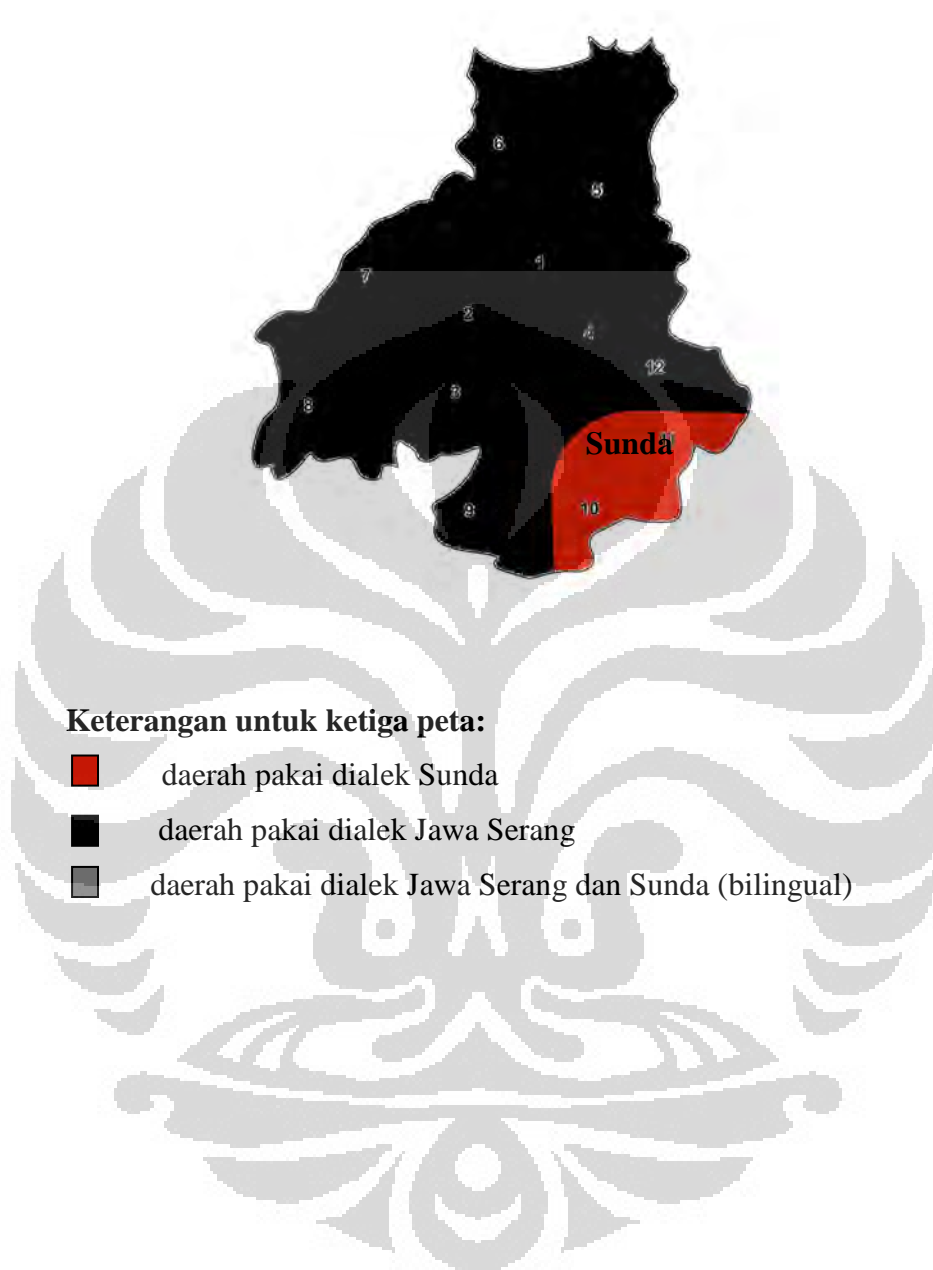 6
5
1
7
2
4
12
3
8
Sunda
11
9
10
Keterangan untuk ketiga peta:
daerah pakai dialek Sunda
daerah pakai dialek Jawa Serang
daerah pakai dialek Jawa Serang dan Sunda (bilingual)